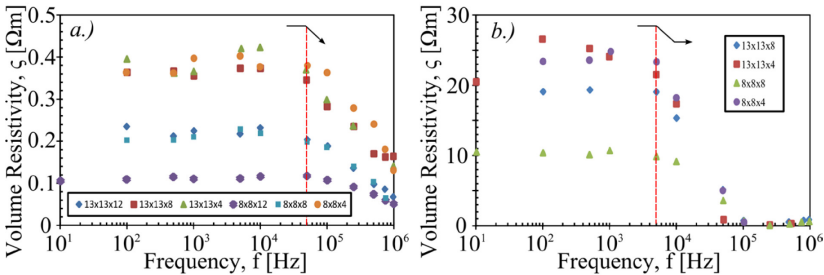 a.)
Volume Resistivity, ς [Ωm]
0.5
0.4
0.3
0.2
0.1
0
13x13x12 13x13x8 13x13x4 8x8x12 8x8x8 8x8x4
10^1 10^2 10^3 10^4 10^5 10^6
Frequency, f [Hz]
b.)
Volume Resistivity, ς [Ωm]
30
20
10
0
13x13x8
13x13x4
8x8x8
8x8x4
10^1 10^2 10^3 10^4 10^5 10^6
Frequency, f [Hz]